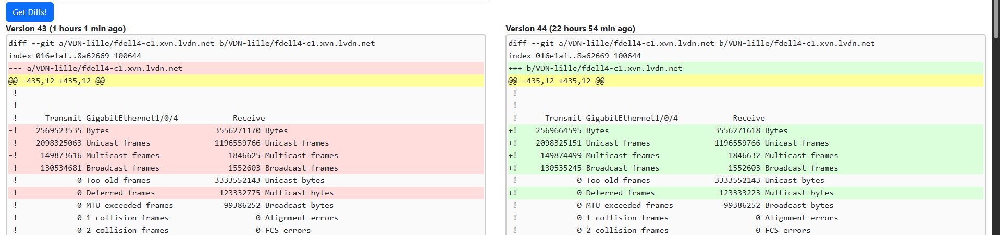 Get Diffs!
Version 43 (1 hours 1 min ago)
diff --git a/VDN-lille/fdell4-c1.xvn.lvdn.net b/VDN-lille/fdell4-c1.xvn.lvdn.net
index 016e1af..8a62669 100644
--- a/VDN-lille/fdell4-c1.xvn.lvdn.net
@@ -435,12 +435,12 @@
!
!
! Transmit GigabitEthernet1/0/4 Receive
-! 2569523535 Bytes 3556271170 Bytes
-! 2098325063 Unicast frames 1196559766 Unicast frames
-! 149873616 Multicast frames 1846625 Multicast frames
-! 130534681 Broadcast frames 1552603 Broadcast frames
! 0 Too old frames 3333552143 Unicast bytes
-! 0 Deferred frames 123332775 Multicast bytes
! 0 MTU exceeded frames 99386252 Broadcast bytes
! 0 1 collision frames 0 Alignment errors
! 0 2 collision frames 0 FCS errors
Version 44 (22 hours 54 min ago)
diff --git a/VDN-lille/fdell4-c1.xvn.lvdn.net b/VDN-lille/fdell4-c1.xvn.lvdn.net
index 016e1af..8a62669 100644
+++ b/VDN-lille/fdell4-c1.xvn.lvdn.net
@@ -435,12 +435,12 @@
!
!
! Transmit GigabitEthernet1/0/4 Receive
+! 2569664595 Bytes 3556271618 Bytes
+! 2098325151 Unicast frames 1196559766 Unicast frames
+! 149874499 Multicast frames 1846632 Multicast frames
+! 130535245 Broadcast frames 1552603 Broadcast frames
! 0 Too old frames 3333552143 Unicast bytes
+! 0 Deferred frames 123333223 Multicast bytes
! 0 MTU exceeded frames 99386252 Broadcast bytes
! 0 1 collision frames 0 Alignment errors
! 0 2 collision frames 0 FCS errors